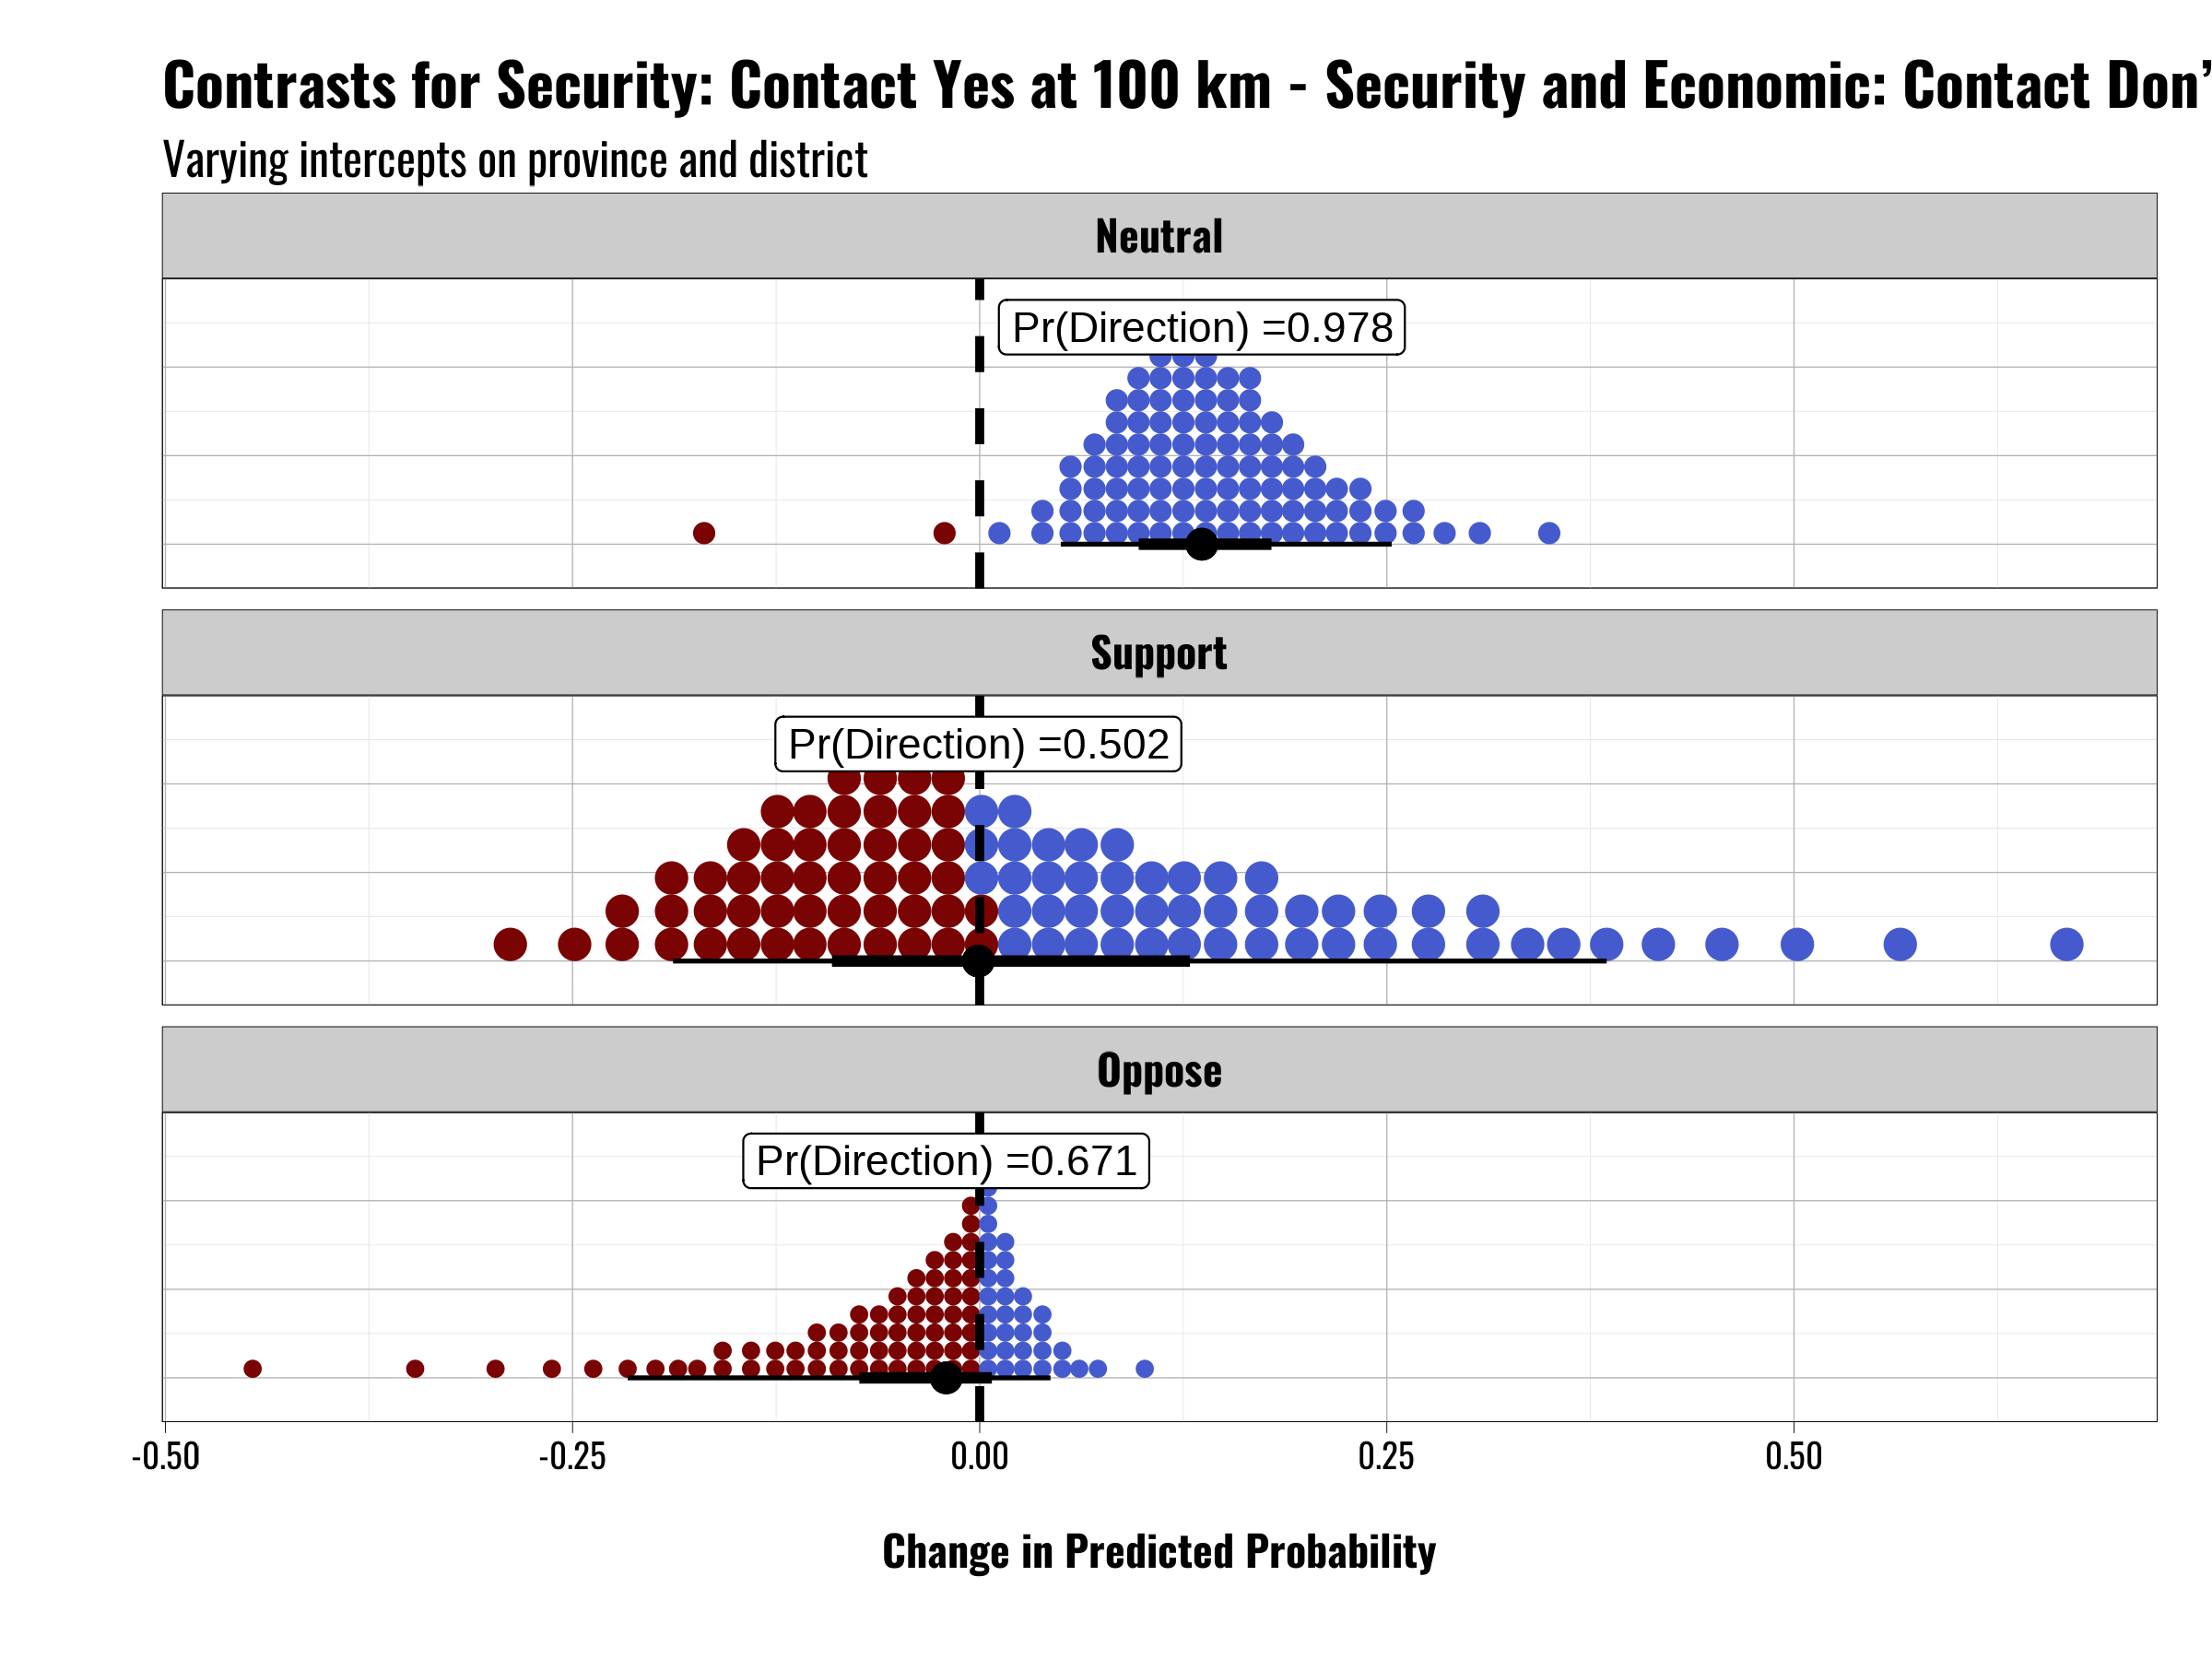 Contrasts for Security: Contact Yes at 100 km - Security and Economic: Contact Don’
Varying intercepts on province and district
Neutral
Pr(Direction) =0.978
Support
Pr(Direction) =0.502
Oppose
Pr(Direction) =0.671
-0.50 -0.25 0.00 0.25 0.50
Change in Predicted Probability